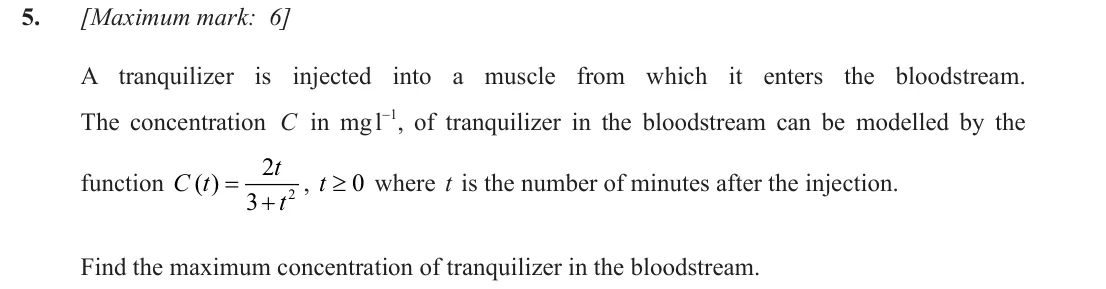 5. [Maximum mark: 6]
A tranquilizer is injected into a muscle from which it enters the bloodstream.
The concentration C in mg l⁻¹, of tranquilizer in the bloodstream can be modelled by the
function C(t) = 2t / (3 + t²), t ≥ 0 where t is the number of minutes after the injection.
Find the maximum concentration of tranquilizer in the bloodstream.